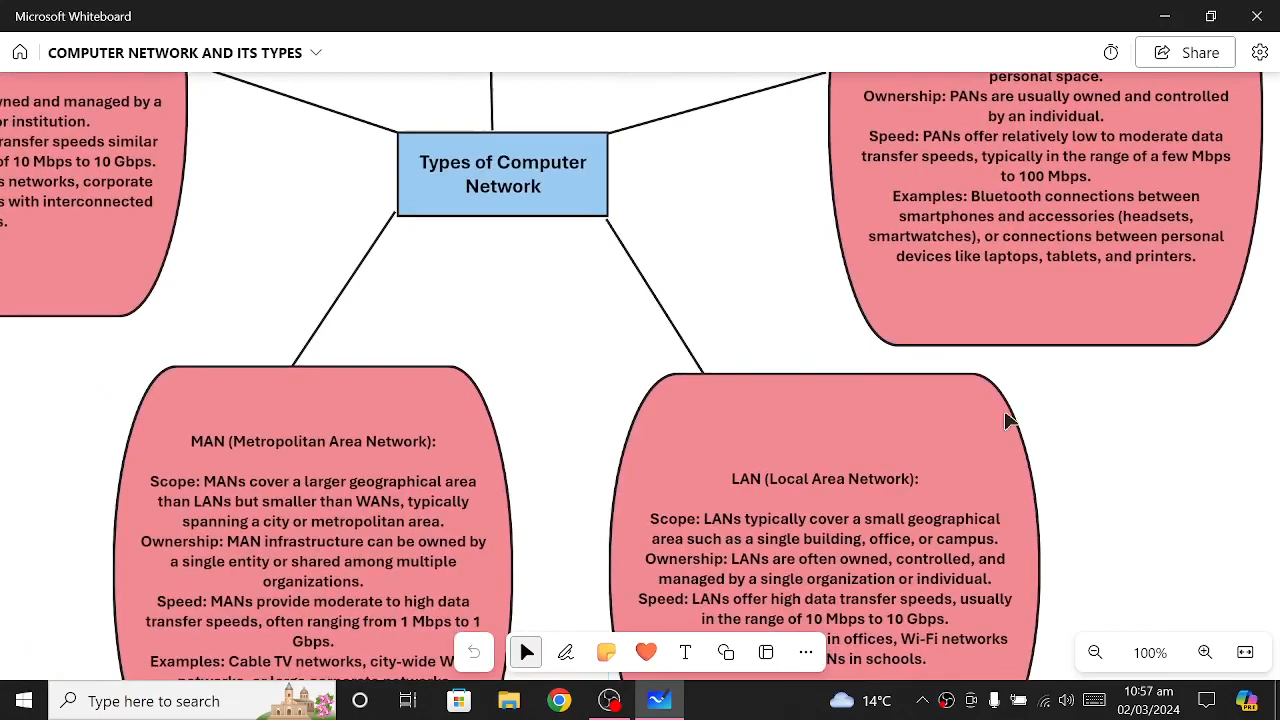 Microsoft Whiteboard
COMPUTER NETWORK AND ITS TYPES
Share
ned and managed by a
or institution.
transfer speeds similar
of 10 Mbps to 10 Gbps.
s networks, corporate
s with interconnected
s.
Types of Computer
Network
personal space.
Ownership: PANs are usually owned and controlled
by an individual.
Speed: PANs offer relatively low to moderate data
transfer speeds, typically in the range of a few Mbps
to 100 Mbps.
Examples: Bluetooth connections between
smartphones and accessories (headsets,
smartwatches), or connections between personal
devices like laptops, tablets, and printers.
MAN (Metropolitan Area Network):
Scope: MANs cover a larger geographical area
than LANs but smaller than WANs, typically
spanning a city or metropolitan area.
Ownership: MAN infrastructure can be owned by
a single entity or shared among multiple
organizations.
Speed: MANs provide moderate to high data
transfer speeds, often ranging from 1 Mbps to 1
Gbps.
Examples: Cable TV networks, city-wide W
LAN (Local Area Network):
Scope: LANs typically cover a small geographical
area such as a single building, office, or campus.
Ownership: LANs are often owned, controlled, and
managed by a single organization or individual.
Speed: LANs offer high data transfer speeds, usually
in the range of 10 Mbps to 10 Gbps.
in offices, Wi-Fi networks
Ns in schools.
100%
Type here to search
14°C
10:57 am
02/03/2024